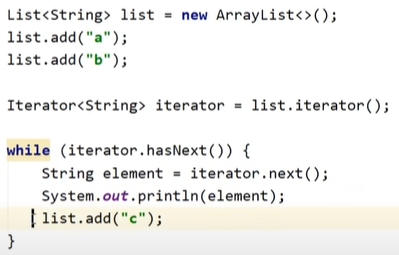 List<String> list = new ArrayList<>();
list.add("a");
list.add("b");
Iterator<String> iterator = list.iterator();
while (iterator.hasNext()) {
String element = iterator.next();
System.out.println(element);
list.add("c");
}